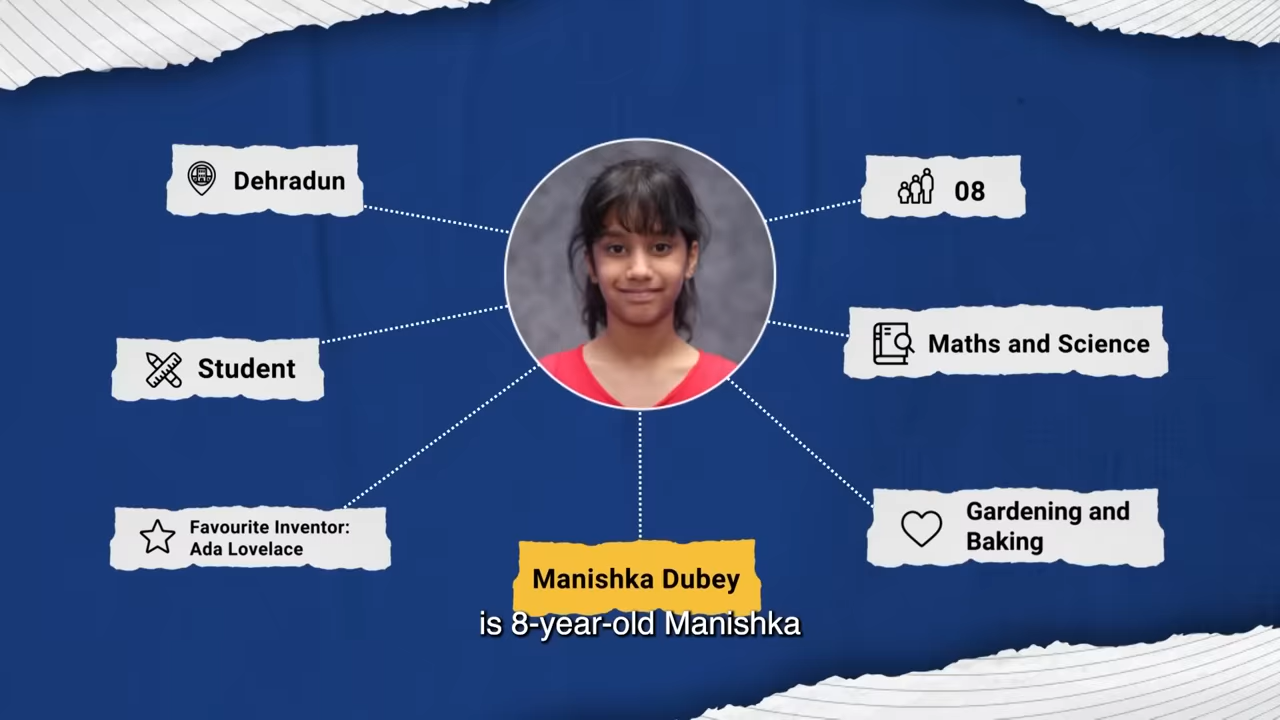 Dehradun
08
Student
Maths and Science
Favourite Inventor:
Ada Lovelace
Gardening and
Baking
Manishka Dubey
is 8-year-old Manishka